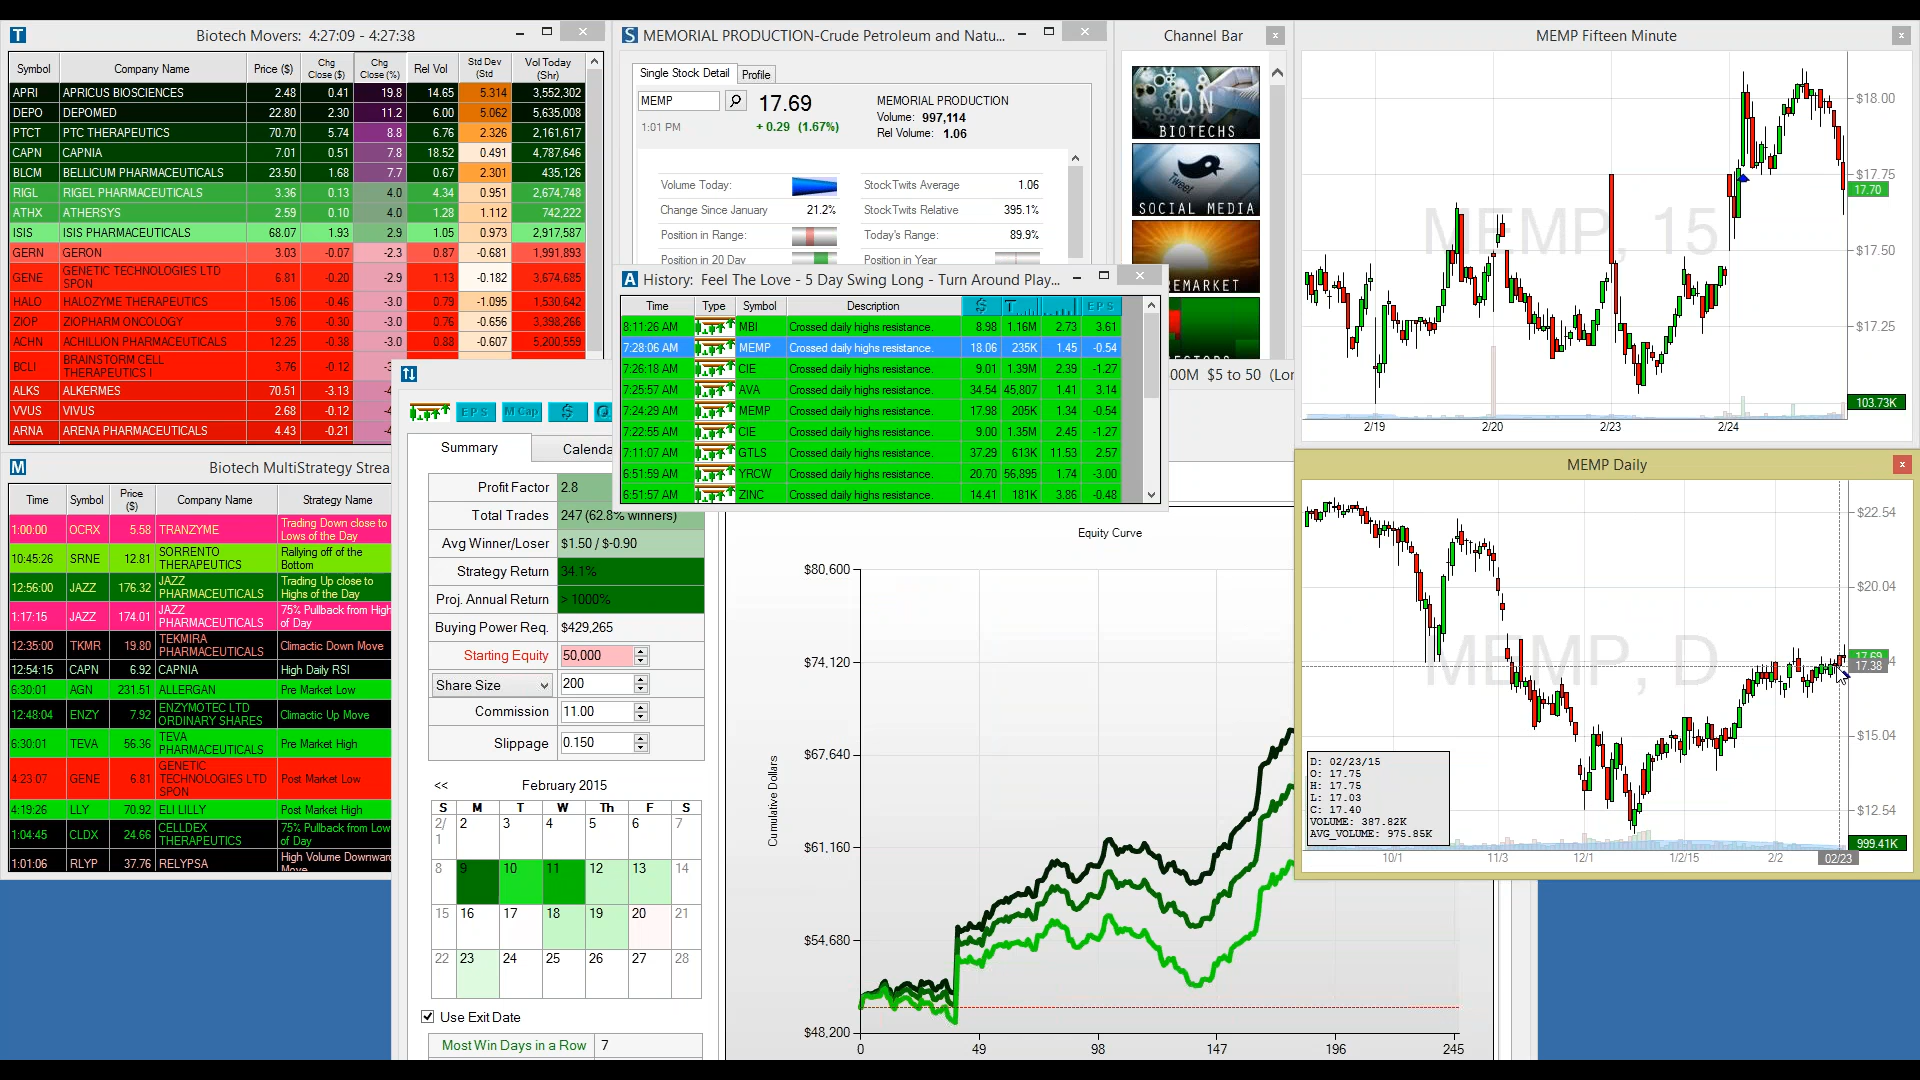 T Biotech Movers: 4:27:09 - 4:27:38
Symbol Company Name Price ($) Chg Close ($) Chg Close (%) Rel Vol Std Dev (Std Vol Today (Shr)
APRI APRICUS BIOSCIENCES 2.48 0.41 19.8 14.65 5.314 3,552,302
DEPO DEPOMED 22.80 2.30 11.2 6.00 5.062 5,635,008
PTCT PTC THERAPEUTICS 70.70 5.74 8.8 6.76 2.326 2,161,617
CAPN CAPNIA 7.01 0.51 7.8 18.52 0.491 4,787,646
BLCM BELLICUM PHARMACEUTICALS 23.50 1.68 7.7 0.67 2.301 435,126
RIGL RIGEL PHARMACEUTICALS 3.36 0.13 4.0 4.34 0.951 2,674,748
ATHX ATHERSYS 2.59 0.10 4.0 1.28 1.112 742,222
ISIS ISIS PHARMACEUTICALS 68.07 1.93 2.9 1.05 0.973 2,917,587
GERN GERON 3.03 -0.07 -2.3 0.87 -0.681 1,991,893
GENE GENETIC TECHNOLOGIES LTD SPON 6.81 -0.20 -2.9 1.13 -0.182 3,674,685
HALO HALOZYME THERAPEUTICS 15.06 -0.46 -3.0 0.79 -1.095 1,530,642
ZIOP ZIOPHARM ONCOLOGY 9.76 -0.30 -3.0 0.76 -0.656 3,398,266
ACHN ACHILLION PHARMACEUTICALS 12.25 -0.38 -3.0 0.88 -0.607 5,200,559
BCLI BRAINSTORM CELL THERAPEUTICS I 3.76 -0.12
ALKS ALKERMES 70.51 -3.13
VVUS VIVUS 2.68 -0.12
ARNA ARENA PHARMACEUTICALS 4.43 -0.21
M Biotech MultiStrategy Strea
Time Symbol Price ($) Company Name Strategy Name
1:00:00 OCRX 5.58 TRANZYME Trading Down close to Lows of the Day
10:45:26 SRNE 12.81 SORRENTO THERAPEUTICS Rallying off of the Bottom
12:56:00 JAZZ 176.32 JAZZ PHARMACEUTICALS Trading Up close to Highs of the Day
1:17:15 JAZZ 174.01 JAZZ PHARMACEUTICALS 75% Pullback from High of Day
12:35:00 TKMR 19.80 TEKMIRA PHARMACEUTICALS Climactic Down Move
12:54:15 CAPN 6.92 CAPNIA High Daily RSI
6:30:01 AGN 231.51 ALLERGAN Pre Market Low
12:48:04 ENZY 7.92 ENZYMOTEC LTD ORDINARY SHARES Climactic Up Move
6:30:01 TEVA 56.36 TEVA PHARMACEUTICALS Pre Market High
4:23:07 GENE 6.81 GENETIC TECHNOLOGIES LTD SPON Post Market Low
4:19:26 LLY 70.92 ELI LILLY Post Market High
1:04:45 CLDX 24.66 CELLDEX THERAPEUTICS 75% Pullback from Low of Day
1:01:06 RLYP 37.76 RELYPSA High Volume Downward Move
S MEMORIAL PRODUCTION-Crude Petroleum and Natu...
Single Stock Detail Profile
MEMP 17.69 MEMORIAL PRODUCTION
Volume: 997,114
1:01 PM + 0.29 (1.67%) Rel Volume: 1.06
Volume Today: StockTwits Average 1.06
Change Since January 21.2% StockTwits Relative 395.1%
Position in Range: Today's Range: 89.9%
Position in 20 Day Position in Year
Channel Bar
ON
BIOTECHS
Tweet
SOCIAL MEDIA
REMARKET
ECTORS
00M $5 to 50 (Lon
A History: Feel The Love - 5 Day Swing Long - Turn Around Play...
Time Type Symbol Description $ T EPS
8:11:26 AM MBI Crossed daily highs resistance. 8.98 1.16M 2.73 3.61
7:28:06 AM MEMP Crossed daily highs resistance. 18.06 235K 1.45 -0.54
7:26:18 AM CIE Crossed daily highs resistance. 9.01 1.39M 2.39 -1.27
7:25:57 AM AVA Crossed daily highs resistance. 34.54 45,807 1.41 3.14
7:24:29 AM MEMP Crossed daily highs resistance. 17.98 205K 1.34 -0.54
7:22:55 AM CIE Crossed daily highs resistance. 9.00 1.35M 2.45 -1.27
7:11:07 AM GTLS Crossed daily highs resistance. 37.29 613K 11.53 2.57
6:51:59 AM YRCW Crossed daily highs resistance. 20.70 56,895 1.74 -3.00
6:51:57 AM ZINC Crossed daily highs resistance. 14.41 181K 3.86 -0.48
EPS M Cap $
Summary Calenda
Profit Factor 2.8
Total Trades 247 (62.8% winners)
Avg Winner/Loser $1.50 / $-0.90
Strategy Return 34.1%
Proj. Annual Return > 1000%
Buying Power Req. $429,265
Starting Equity 50,000
Share Size 200
Commission 11.00
Slippage 0.150
<< February 2015
S M T W Th F S
2/1 2 3 4 5 6 7
8 9 10 11 12 13 14
15 16 17 18 19 20 21
22 23 24 25 26 27 28
Use Exit Date
Most Win Days in a Row 7
Equity Curve
Cumulative Dollars
$80,600
$74,120
$67,640
$61,160
$54,680
$48,200
0 49 98 147 196 245
MEMP Fifteen Minute
MEMP, 15
$18.00
$17.75
17.70
$17.50
$17.25
103.73K
2/19 2/20 2/23 2/24
MEMP Daily
MEMP, D
$22.54
$20.04
17.69
17.38
$15.04
$12.54
999.41K
D: 02/23/15
O: 17.75
H: 17.75
L: 17.03
C: 17.40
VOLUME: 387.82K
AVG_VOLUME: 975.85K
10/1 11/3 12/1 1/2/15 2/2 02/23